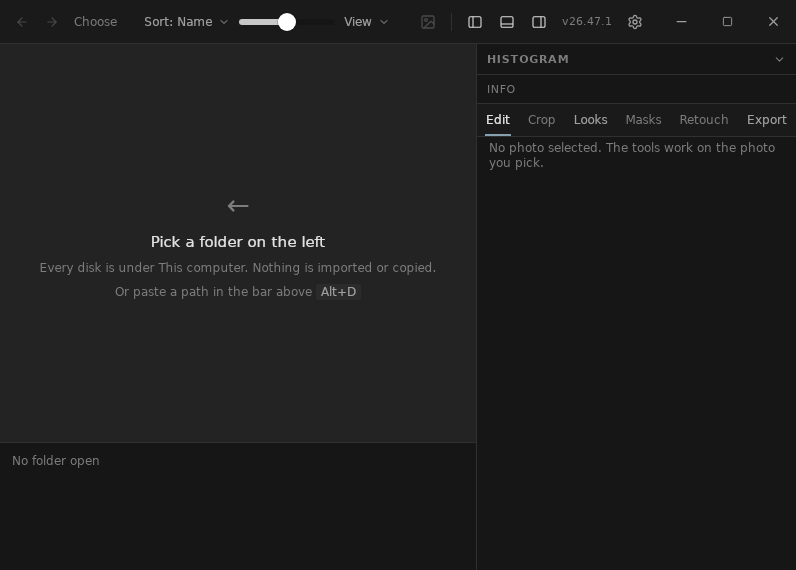 Choose
Sort: Name
View
v26.47.1
HISTOGRAM
INFO
Edit
Crop
Looks
Masks
Retouch
Export
No photo selected. The tools work on the photo
you pick.
Pick a folder on the left
Every disk is under This computer. Nothing is imported or copied.
Or paste a path in the bar above Alt+D
No folder open